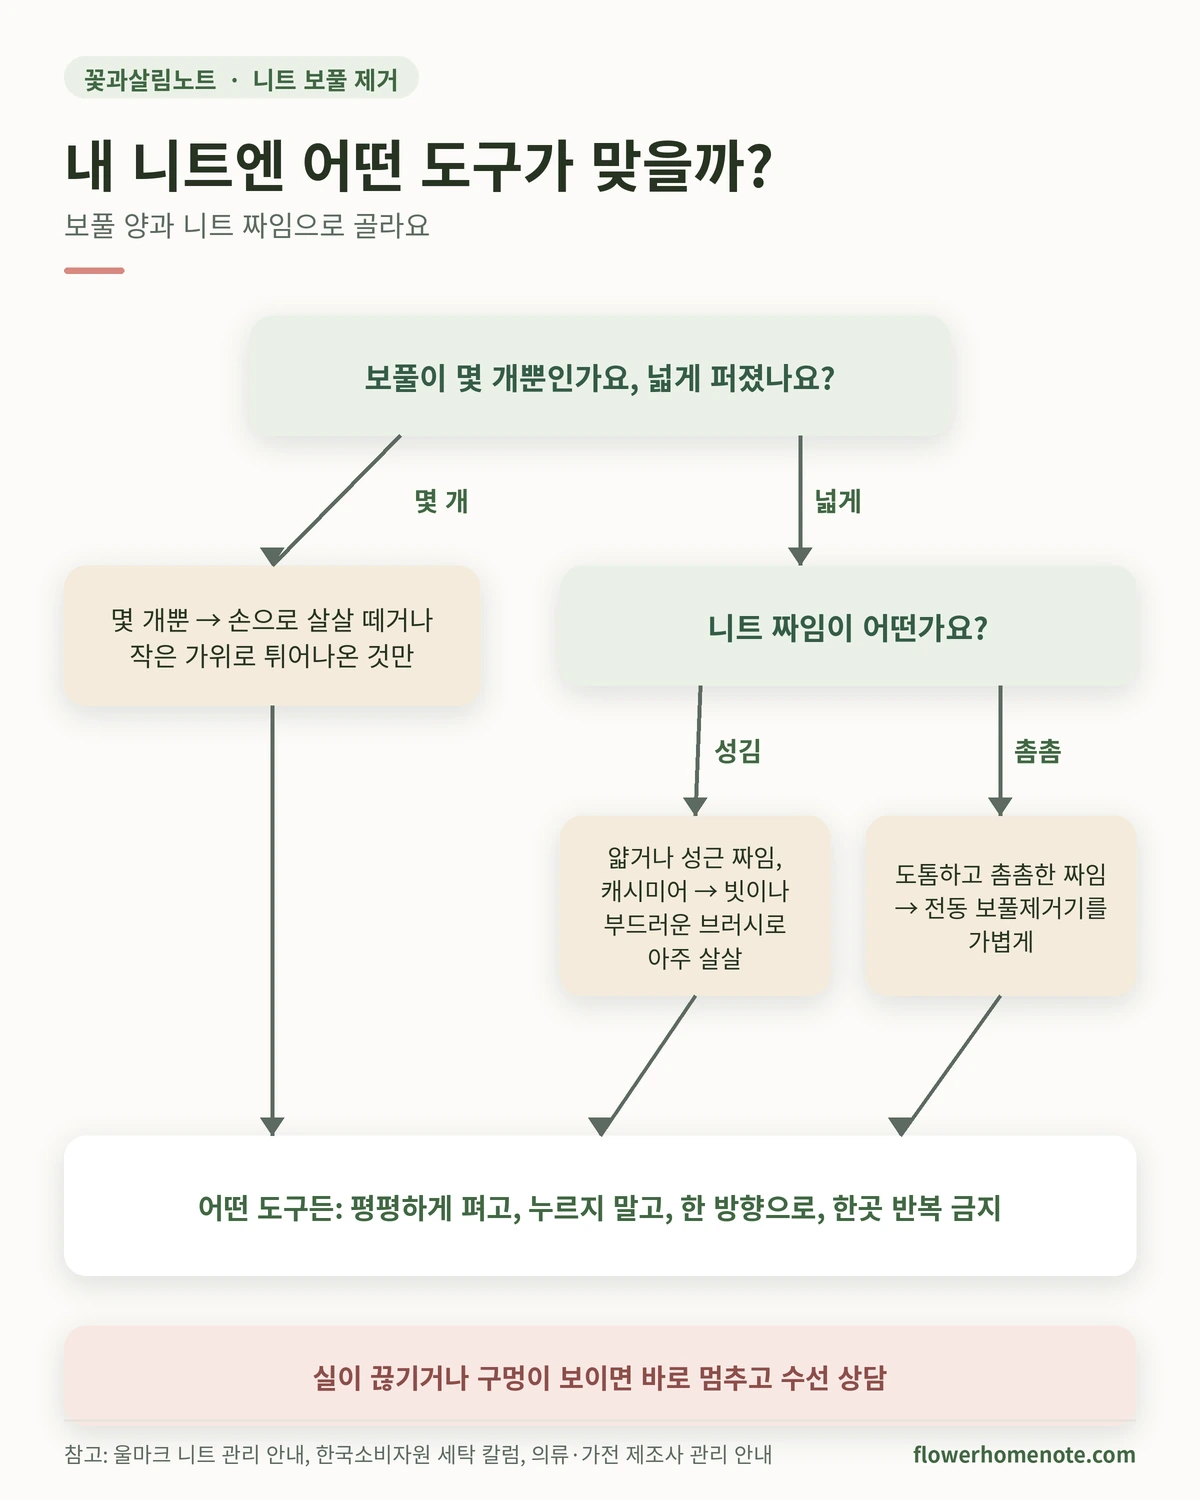 꽃과살림노트 · 니트 보풀 제거
내 니트엔 어떤 도구가 맞을까?
보풀 양과 니트 짜임으로 골라요
보풀이 몇 개뿐인가요, 넓게 퍼졌나요?
몇 개
넓게
몇 개뿐 → 손으로 살살 떼거나
작은 가위로 튀어나온 것만
니트 짜임이 어떤가요?
성김
촘촘
얇거나 성근 짜임,
캐시미어 → 빗이나
부드러운 브러시로
아주 살살
도톰하고 촘촘한 짜임
→ 전동 보풀제거기를
가볍게
어떤 도구든: 평평하게 펴고, 누르지 말고, 한 방향으로, 한곳 반복 금지
실이 끊기거나 구멍이 보이면 바로 멈추고 수선 상담
참고: 울마크 니트 관리 안내, 한국소비자원 세탁 칼럼, 의류·가전 제조사 관리 안내
flowerhomenote.com